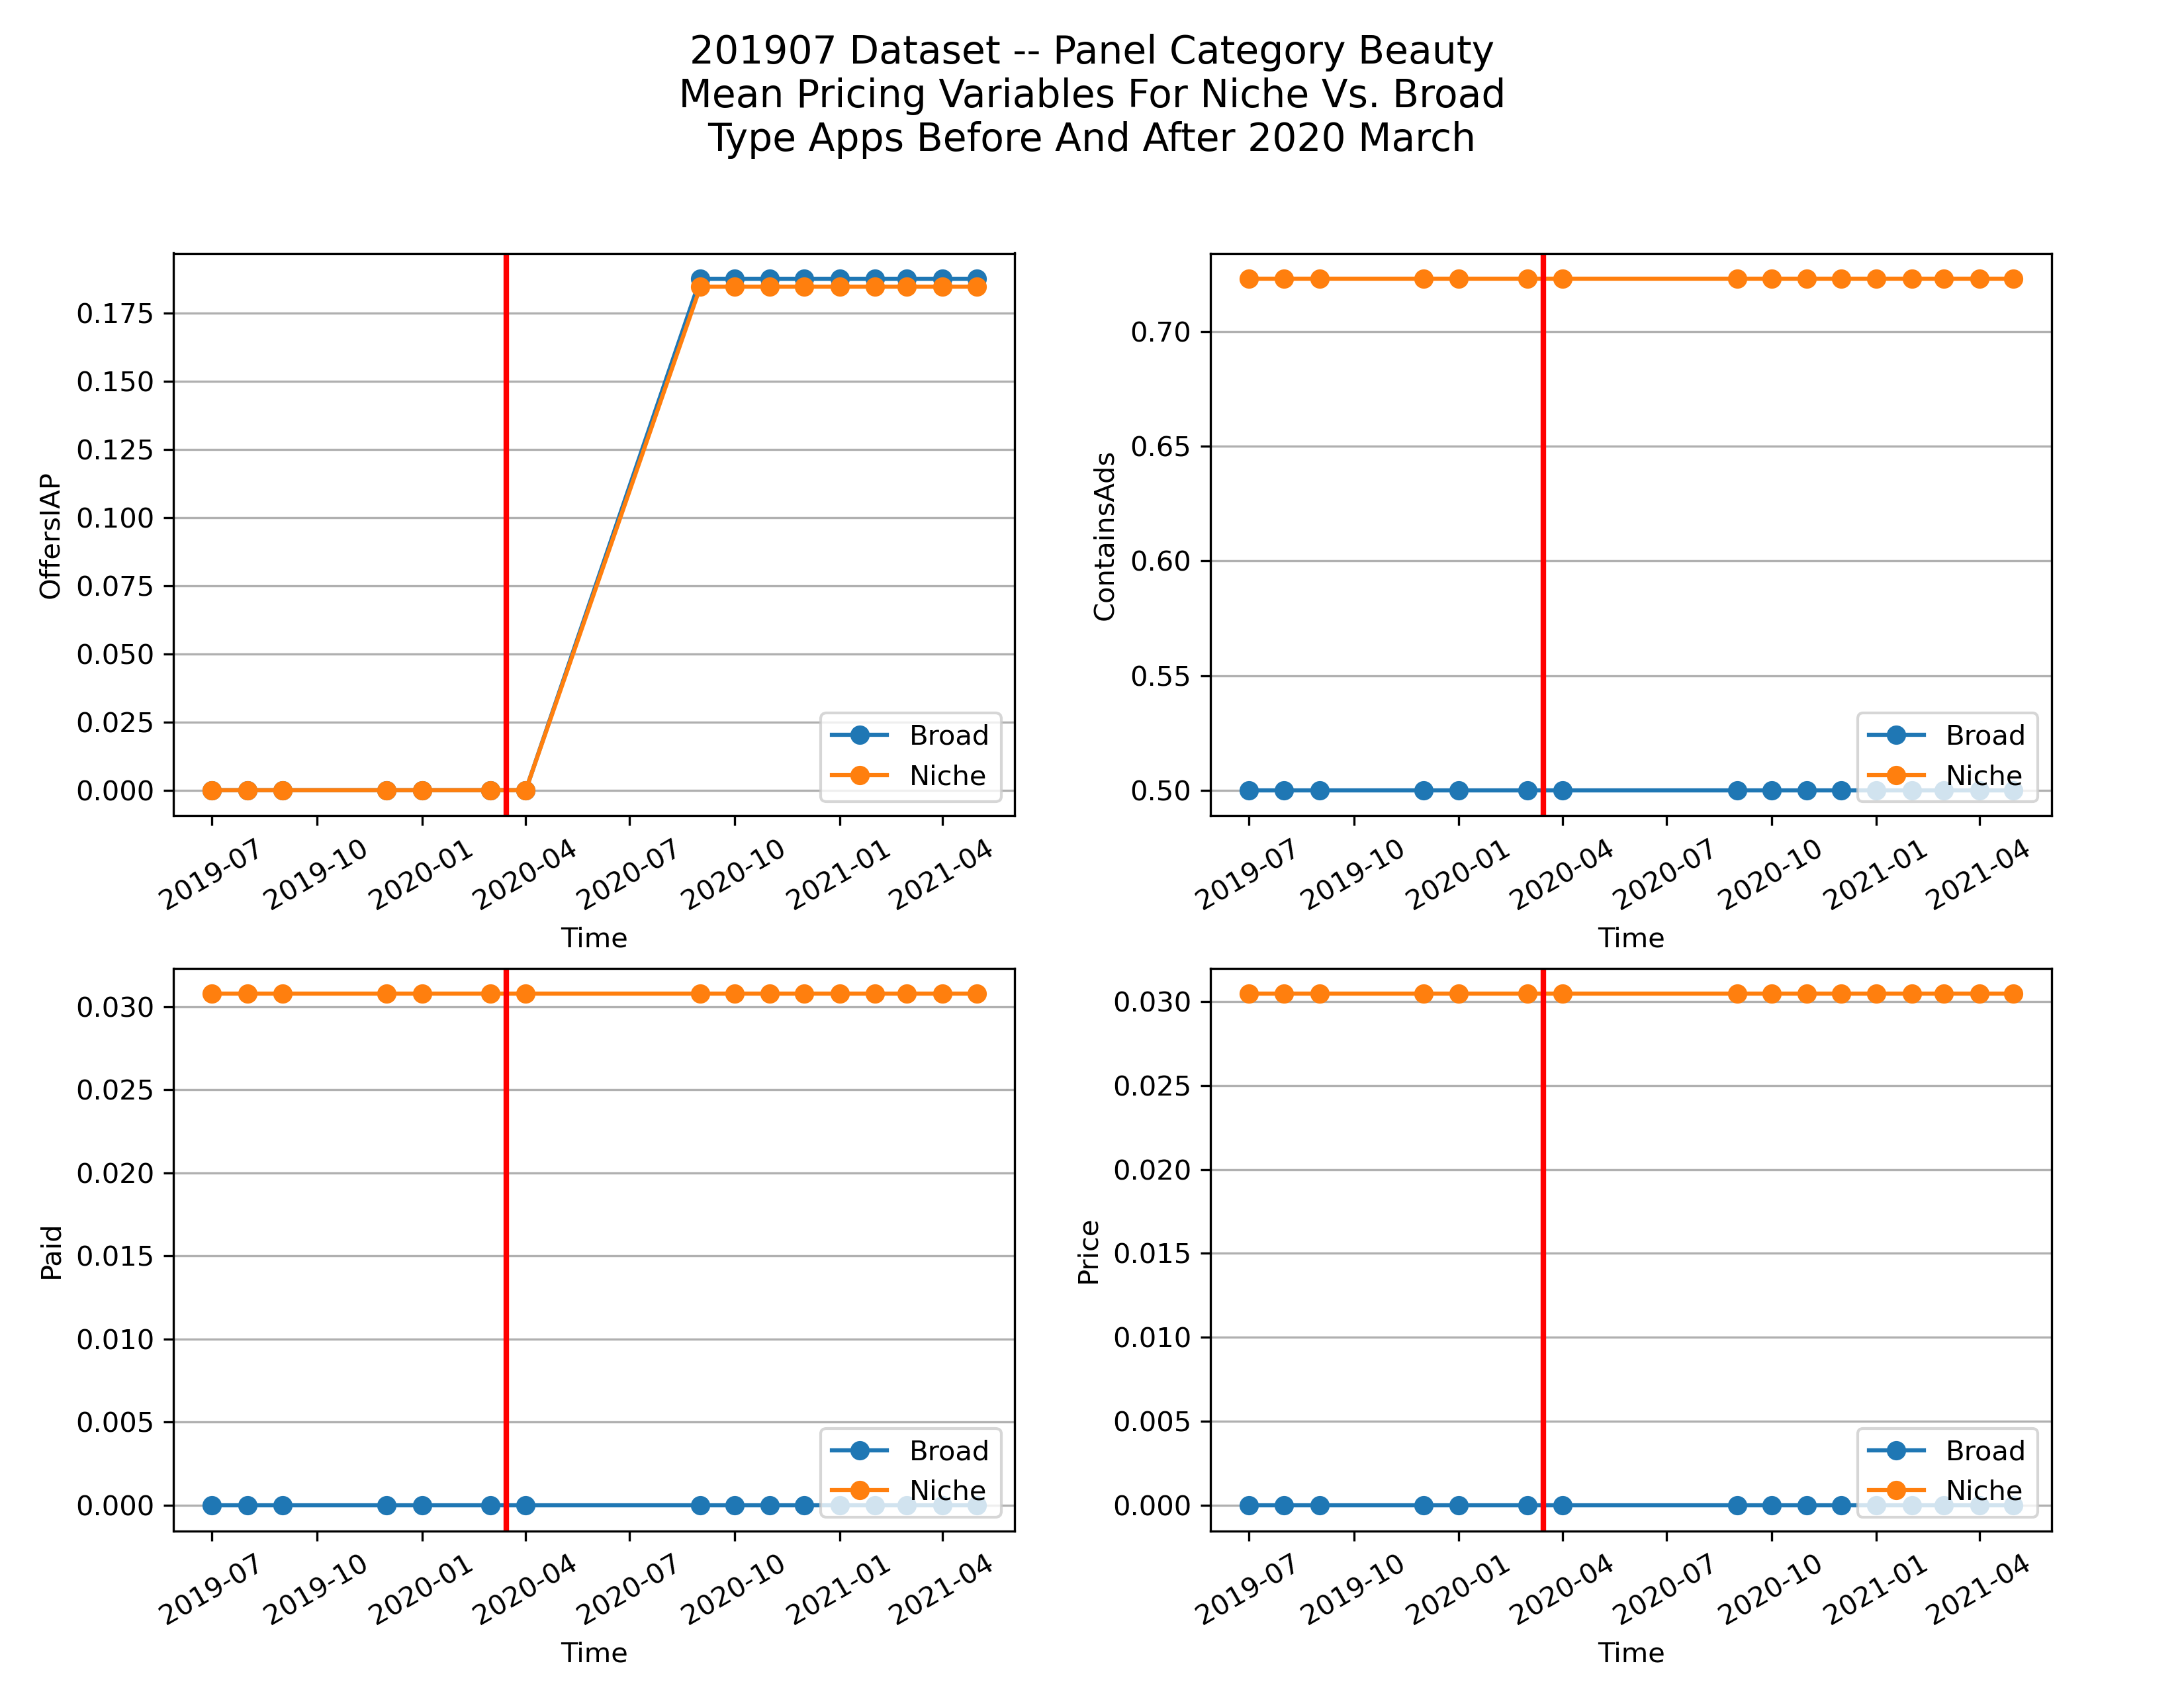 201907 Dataset -- Panel Category Beauty
Mean Pricing Variables For Niche Vs. Broad
Type Apps Before And After 2020 March
OffersIAP
0.175
0.150
0.125
0.100
0.075
0.050
0.025
0.000
Broad
Niche
2019-07 2019-10 2020-01 2020-04 2020-07 2020-10 2021-01 2021-04
Time
ContainsAds
0.70
0.65
0.60
0.55
0.50
Broad
Niche
2019-07 2019-10 2020-01 2020-04 2020-07 2020-10 2021-01 2021-04
Time
Paid
0.030
0.025
0.020
0.015
0.010
0.005
0.000
Broad
Niche
2019-07 2019-10 2020-01 2020-04 2020-07 2020-10 2021-01 2021-04
Time
Price
0.030
0.025
0.020
0.015
0.010
0.005
0.000
Broad
Niche
2019-07 2019-10 2020-01 2020-04 2020-07 2020-10 2021-01 2021-04
Time